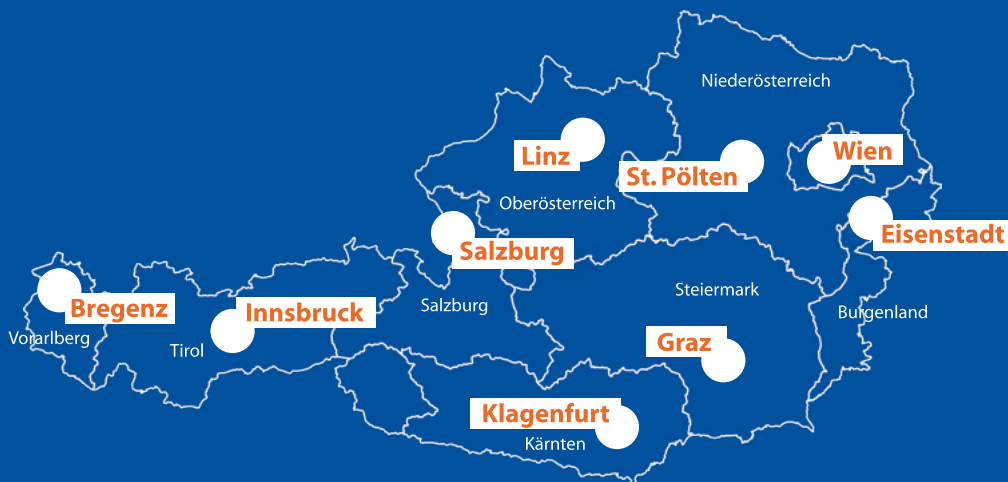 Niederösterreich
Linz
Wien
St. Pölten
Oberösterreich
Eisenstadt
Salzburg
Steiermark
Salzburg
Bregenz
Innsbruck
Burgenland
Vorarlberg
Tirol
Graz
Klagenfurt
Kärnten